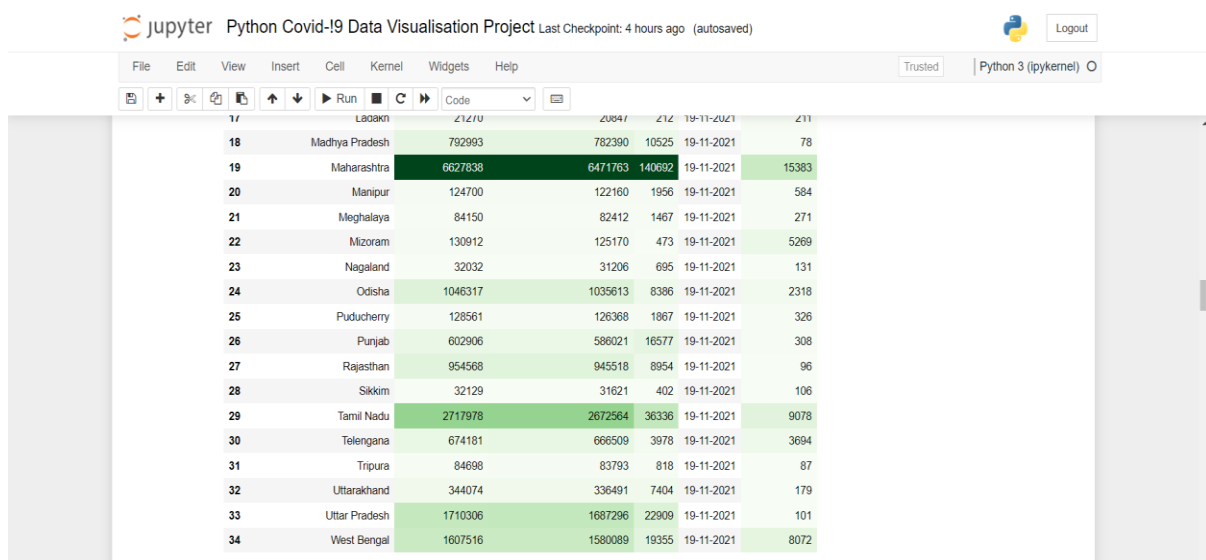 jupyter Python Covid-!9 Data Visualisation Project Last Checkpoint: 4 hours ago (autosaved) Logout
File Edit View Insert Cell Kernel Widgets Help Trusted Python 3 (ipykernel)
Run Code
17 Ladakh 21270 20847 212 19-11-2021 211
18 Madhya Pradesh 792993 782390 10525 19-11-2021 78
19 Maharashtra 6627838 6471763 140692 19-11-2021 15383
20 Manipur 124700 122160 1956 19-11-2021 584
21 Meghalaya 84150 82412 1467 19-11-2021 271
22 Mizoram 130912 125170 473 19-11-2021 5269
23 Nagaland 32032 31206 695 19-11-2021 131
24 Odisha 1046317 1035613 8386 19-11-2021 2318
25 Puducherry 128561 126368 1867 19-11-2021 326
26 Punjab 602906 586021 16577 19-11-2021 308
27 Rajasthan 954568 945518 8954 19-11-2021 96
28 Sikkim 32129 31621 402 19-11-2021 106
29 Tamil Nadu 2717978 2672564 36336 19-11-2021 9078
30 Telengana 674181 666509 3978 19-11-2021 3694
31 Tripura 84698 83793 818 19-11-2021 87
32 Uttarakhand 344074 336491 7404 19-11-2021 179
33 Uttar Pradesh 1710306 1687296 22909 19-11-2021 101
34 West Bengal 1607516 1580089 19355 19-11-2021 8072